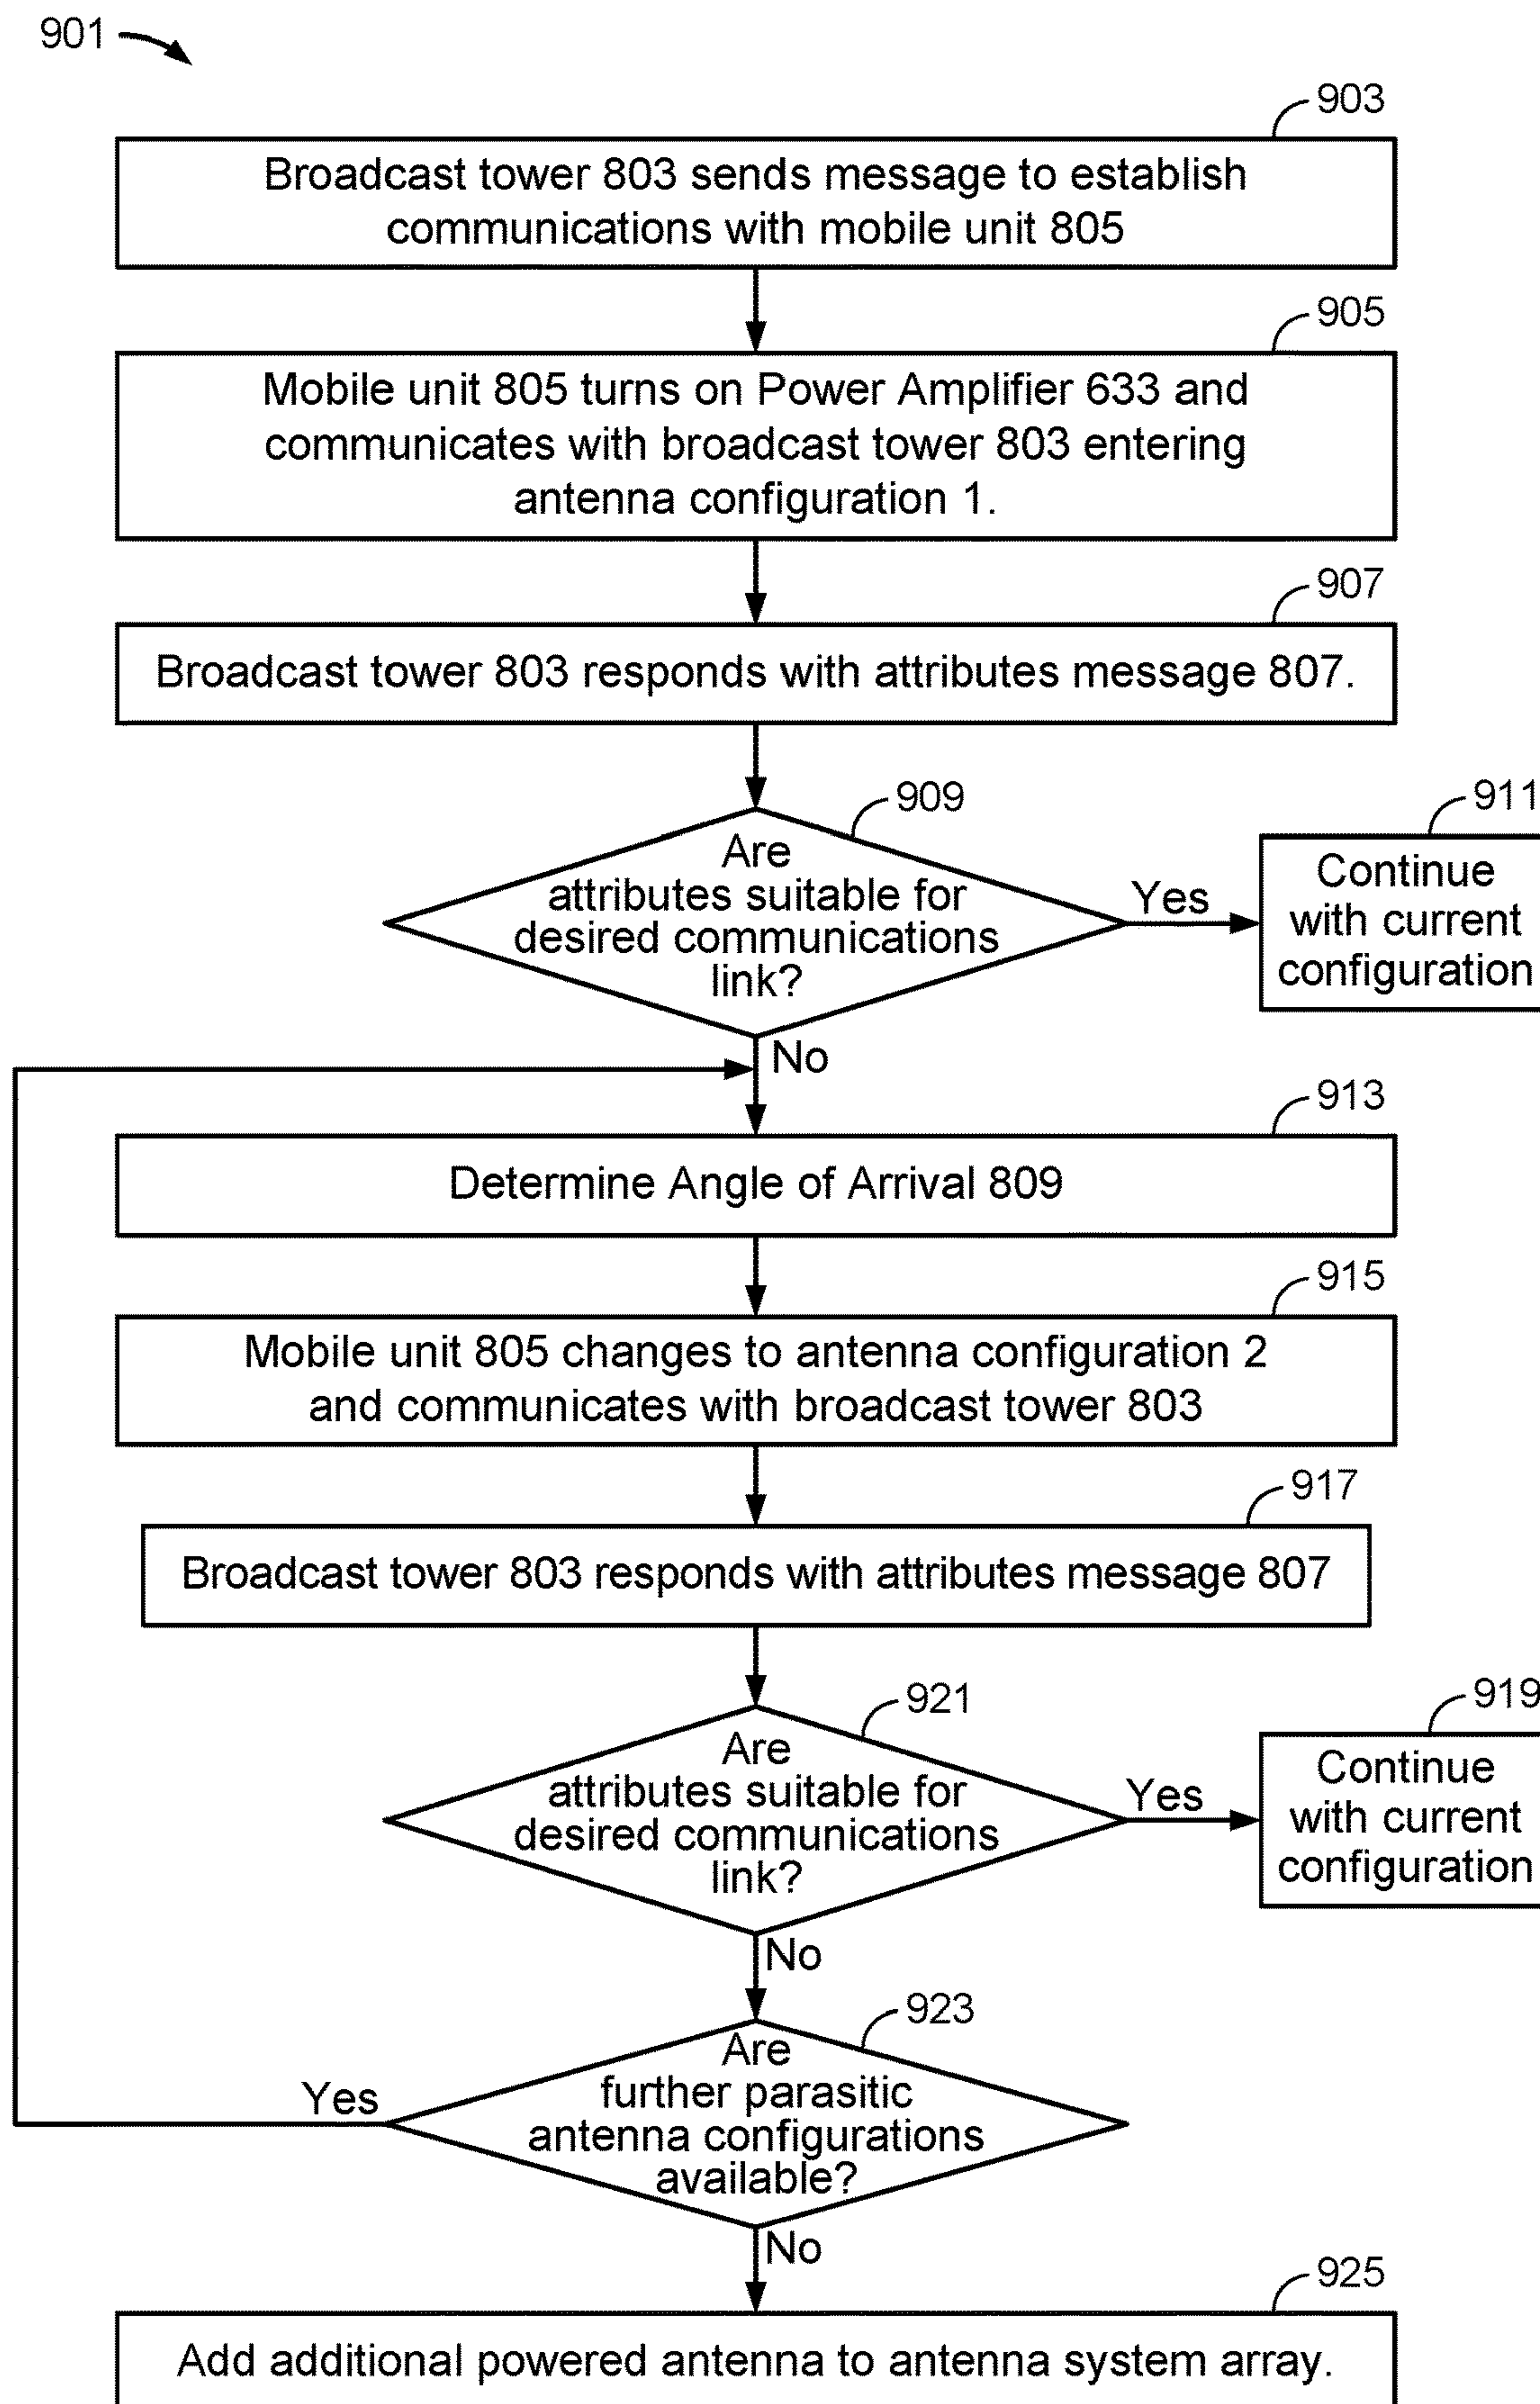 901
903
Broadcast tower 803 sends message to establish
communications with mobile unit 805
905
Mobile unit 805 turns on Power Amplifier 633 and
communicates with broadcast tower 803 entering
antenna configuration 1.
907
Broadcast tower 803 responds with attributes message 807.
909
Are
attributes suitable for
desired communications
link?
Yes
911
Continue
with current
configuration
No
913
Determine Angle of Arrival 809
915
Mobile unit 805 changes to antenna configuration 2
and communicates with broadcast tower 803
917
Broadcast tower 803 responds with attributes message 807
921
Are
attributes suitable for
desired communications
link?
Yes
919
Continue
with current
configuration
No
923
Are
further parasitic
antenna configurations
available?
Yes
No
925
Add additional powered antenna to antenna system array.